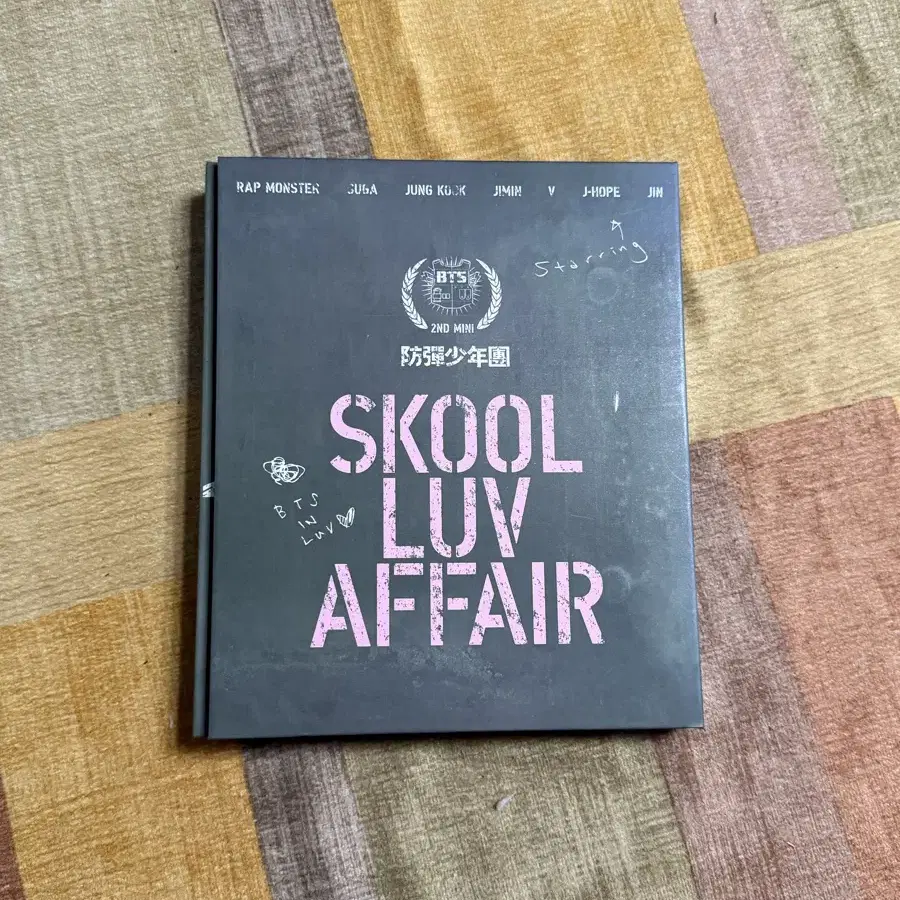 RAP MONSTER SUGA JUNG KOOK JIMIN V J-HOPE JIN
Starring
BTS
2ND MINI
防彈少年團
SKOOL
LUV
AFFAIR
BTS
IN
LUV